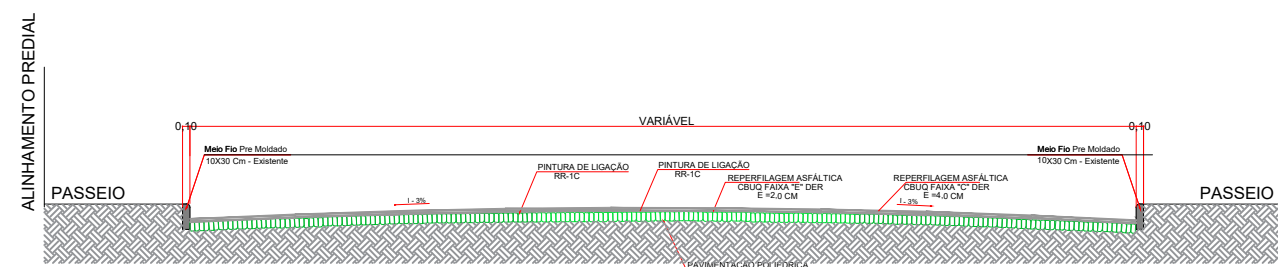 ALINHAMENTO PREDIAL
0,10
VARIÁVEL
0,10
Meio Fio Pre Moldado
10X30 Cm - Existente
Meio Fio Pre Moldado
10X30 Cm - Existente
PINTURA DE LIGAÇÃO
RR-1C
PINTURA DE LIGAÇÃO
RR-1C
REPERFILAGEM ASFÁLTICA
CBUQ FAIXA "E" DER
E =2.0 CM
REPERFILAGEM ASFÁLTICA
CBUQ FAIXA "C" DER
E =4.0 CM
PASSEIO
I - 3%
I - 3%
PASSEIO
PAVIMENTAÇÃO POLIÉDRICA